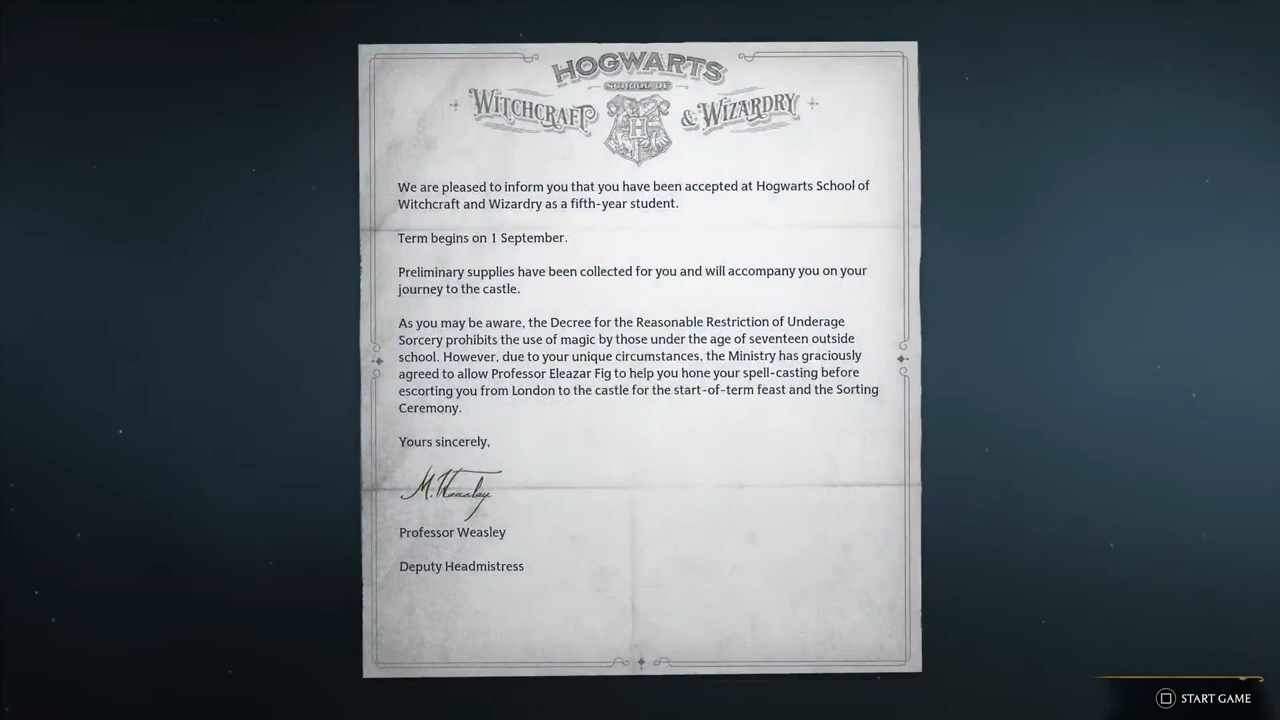 HOGWARTS
SCHOOL OF
WITCHCRAFT & WIZARDRY
H
We are pleased to inform you that you have been accepted at Hogwarts School of
Witchcraft and Wizardry as a fifth-year student.
Term begins on 1 September.
Preliminary supplies have been collected for you and will accompany you on your
journey to the castle.
As you may be aware, the Decree for the Reasonable Restriction of Underage
Sorcery prohibits the use of magic by those under the age of seventeen outside
school. However, due to your unique circumstances, the Ministry has graciously
agreed to allow Professor Eleazar Fig to help you hone your spell-casting before
escorting you from London to the castle for the start-of-term feast and the Sorting
Ceremony.
Yours sincerely,
M. Weasley
Professor Weasley
Deputy Headmistress
START GAME